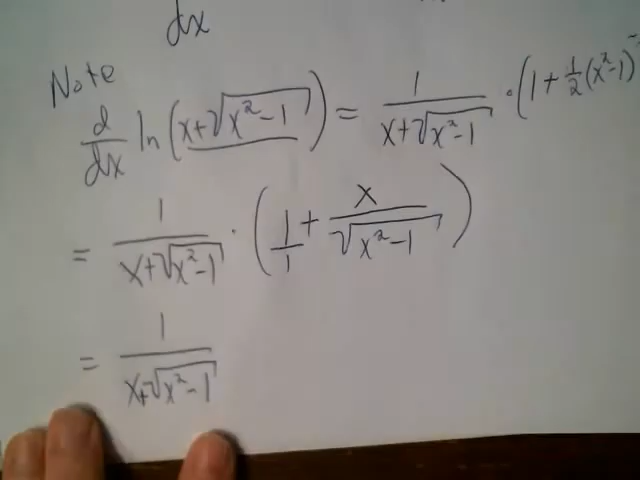 dx
Note
d/dx ln(x+√(x²-1)) = 1/(x+√(x²-1)) · (1+½(x²-1)⁻
= 1/(x+√(x²-1)) · (1/1 + x/√(x²-1))
= 1/(x+√(x²-1))